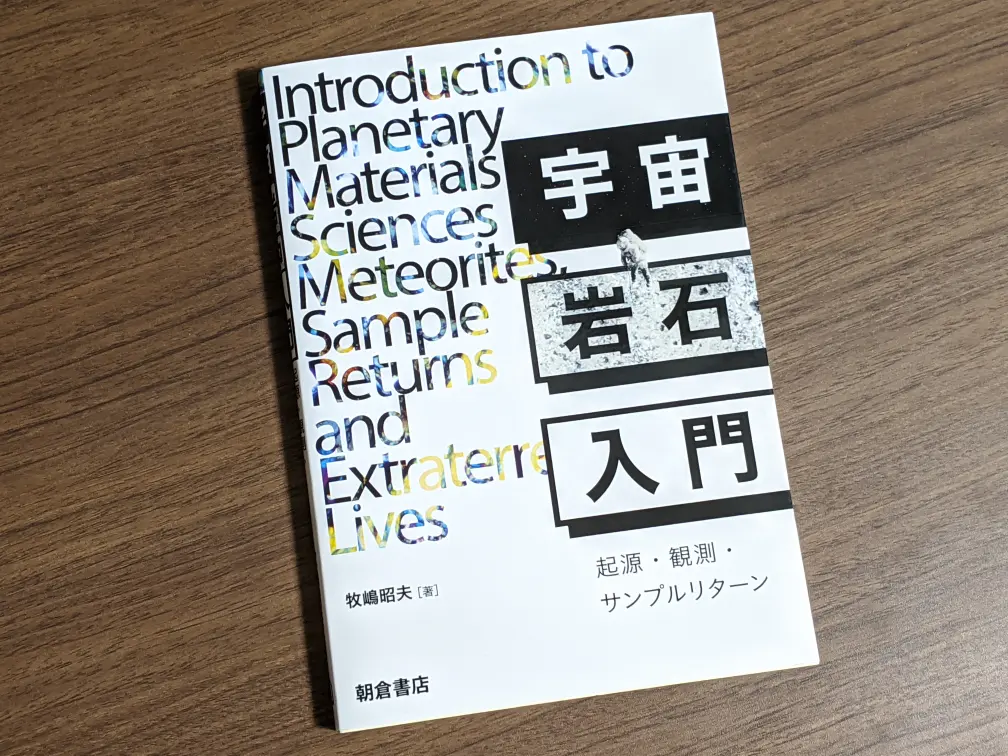 Introduction to
Planetary
Materials
Sciences
Meteorites,
Sample
Returns
and
Extraterre
Lives
宇宙
岩石
入門
起源・観測・
サンプルリターン
牧嶋昭夫[著]
朝倉書店